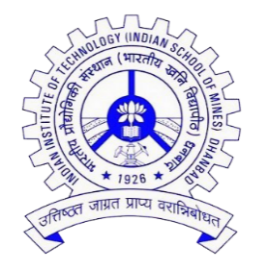 INDIAN INSTITUTE OF TECHNOLOGY (INDIAN SCHOOL OF MINES) DHANBAD
भारतीय प्रौद्योगिकी संस्थान (भारतीय खनि विद्यापीठ) धनबाद
★ 1926 ★
उत्तिष्ठत जाग्रत प्राप्य वरान्निबोधत